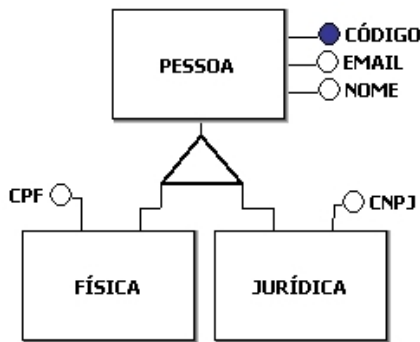 CÓDIGO
PESSOA
EMAIL
NOME
CPF
CNPJ
FÍSICA
JURÍDICA